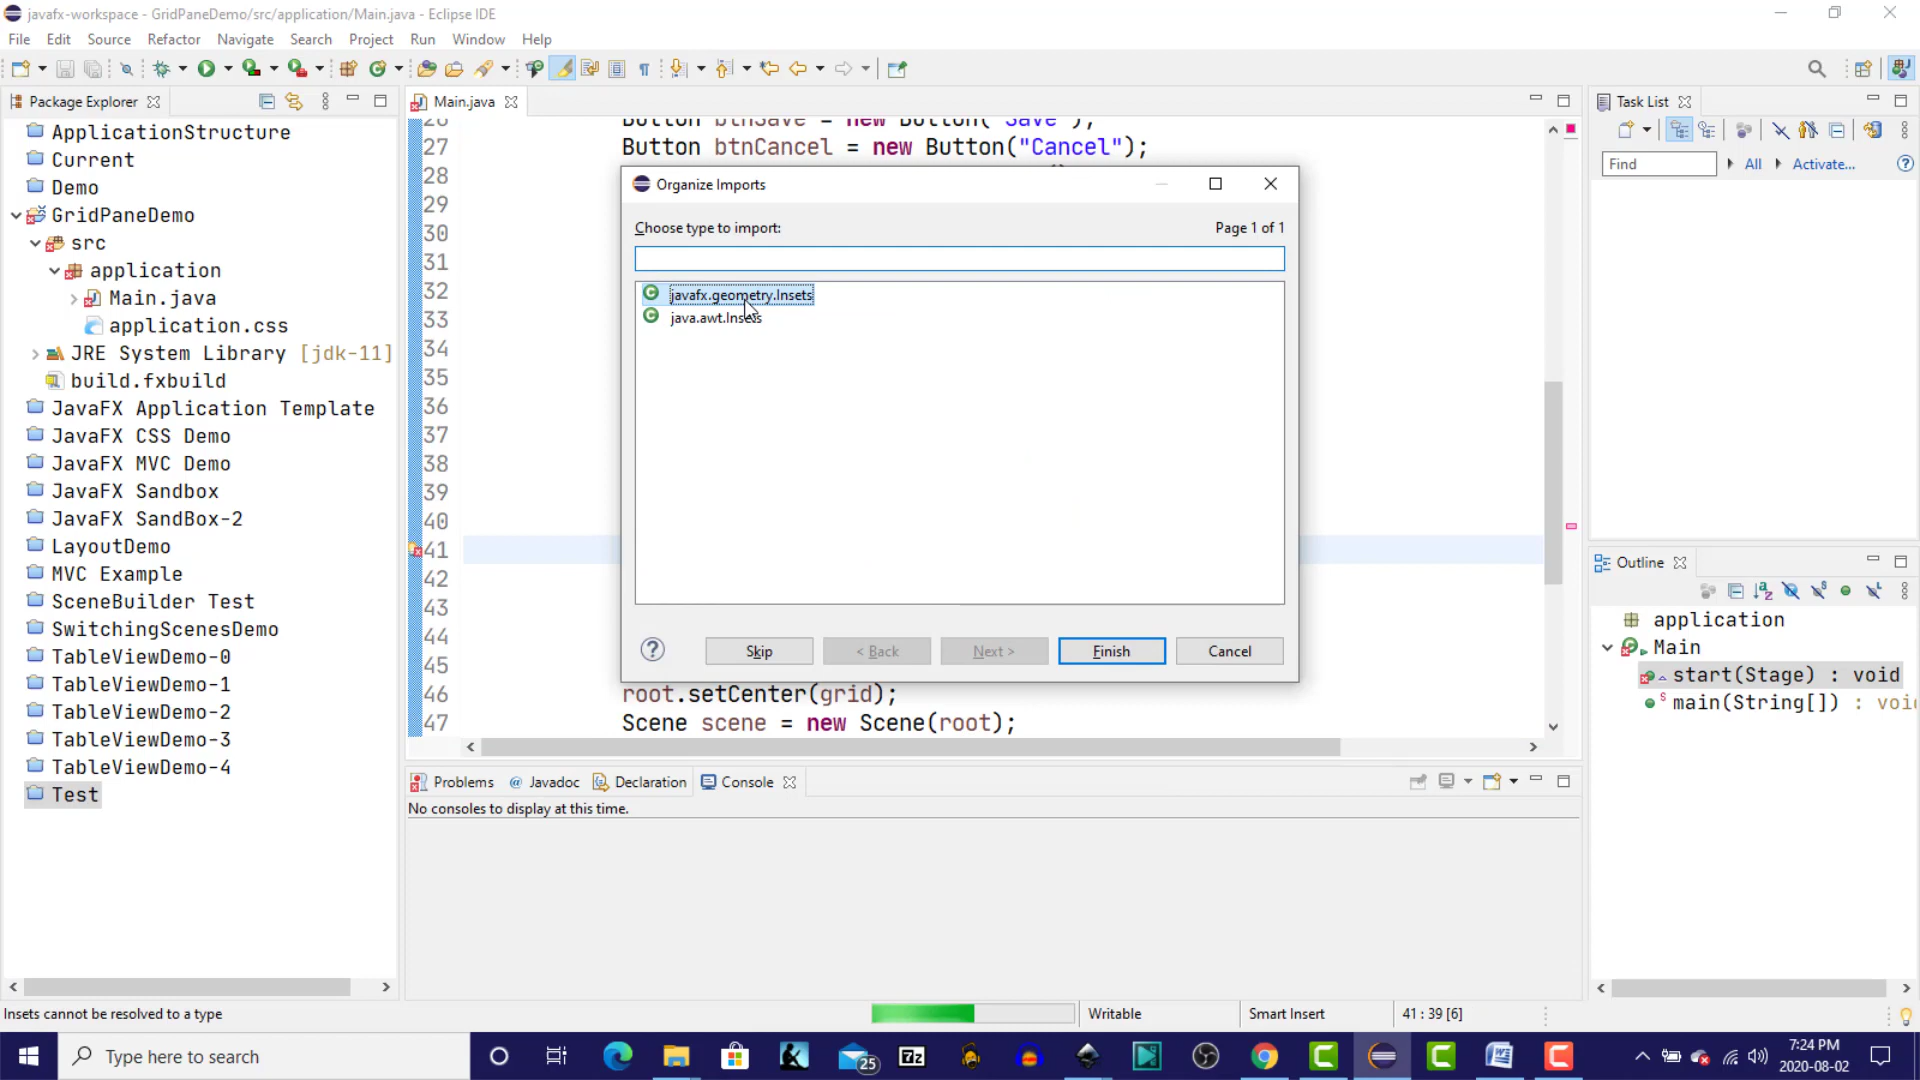 javafx-workspace - GridPaneDemo/src/application/Main.java - Eclipse IDE
File Edit Source Refactor Navigate Search Project Run Window Help
Package Explorer
ApplicationStructure
Current
Demo
GridPaneDemo
src
application
Main.java
application.css
JRE System Library [jdk-11]
build.fxbuild
JavaFX Application Template
JavaFX CSS Demo
JavaFX MVC Demo
JavaFX Sandbox
JavaFX SandBox-2
LayoutDemo
MVC Example
SceneBuilder Test
SwitchingScenesDemo
TableViewDemo-0
TableViewDemo-1
TableViewDemo-2
TableViewDemo-3
TableViewDemo-4
Test
Main.java
26 Button btnSave = new Button("Save");
27 Button btnCancel = new Button("Cancel");
28
29
30
31
32
33
34
35
36
37
38
39
40
41
42
43
44
45
46 root.setCenter(grid);
47 Scene scene = new Scene(root);
Organize Imports
Choose type to import: Page 1 of 1
javafx.geometry.Insets
java.awt.Insets
Skip < Back Next > Finish Cancel
Problems @ Javadoc Declaration Console
No consoles to display at this time.
Task List
Find All Activate...
Outline
application
Main
start(Stage) : void
main(String[]) : voi
Insets cannot be resolved to a type
Writable Smart Insert 41 : 39 [6]
Type here to search
25
7z
7:24 PM
2020-08-02